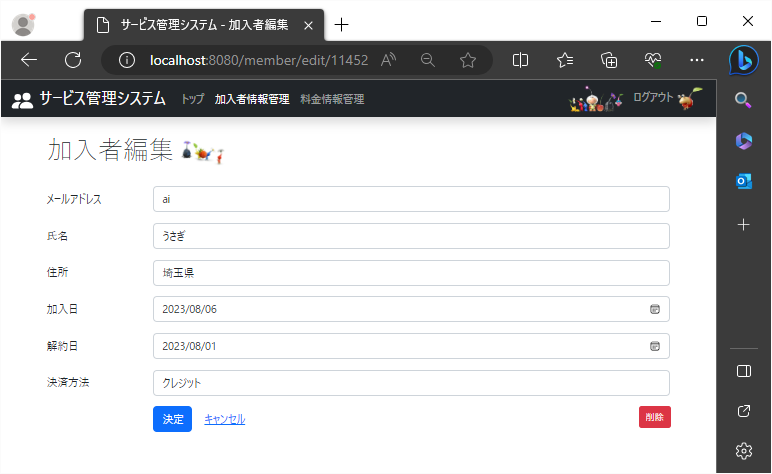 サービス管理システム - 加入者編集
localhost:8080/member/edit/11452
サービス管理システム トップ 加入者情報管理 料金情報管理 ログアウト
加入者編集
メールアドレス ai
氏名 うさぎ
住所 埼玉県
加入日 2023/08/06
解約日 2023/08/01
決済方法 クレジット
決定 キャンセル 削除